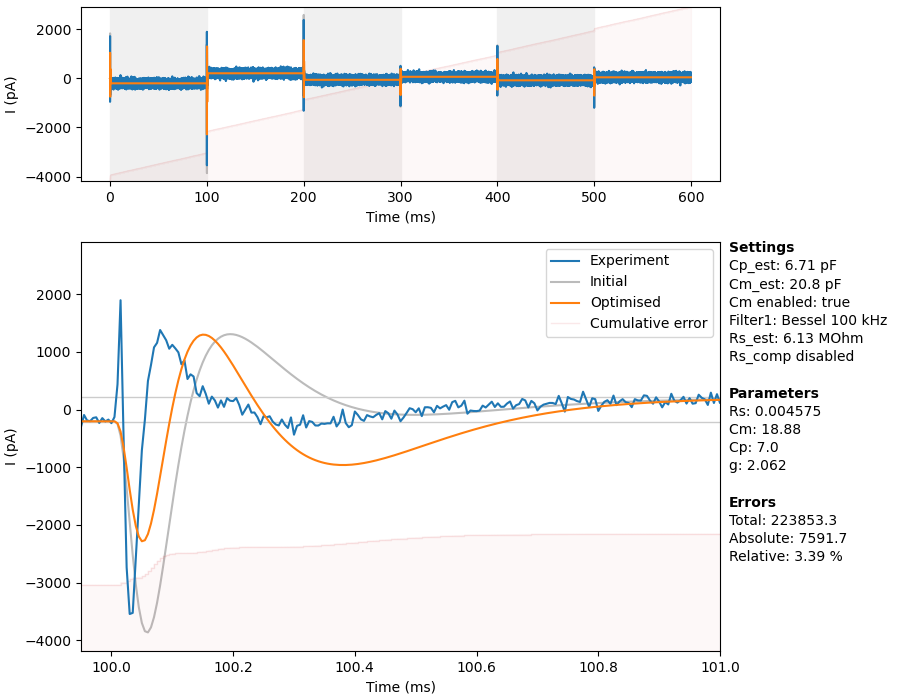 2000
0
−2000
−4000
I (pA)
0 100 200 300 400 500 600
Time (ms)
2000
1000
0
−1000
−2000
−3000
−4000
I (pA)
Experiment
Initial
Optimised
Cumulative error
100.0 100.2 100.4 100.6 100.8 101.0
Time (ms)
Settings
Cp_est: 6.71 pF
Cm_est: 20.8 pF
Cm enabled: true
Filter1: Bessel 100 kHz
Rs_est: 6.13 MOhm
Rs_comp disabled
Parameters
Rs: 0.004575
Cm: 18.88
Cp: 7.0
g: 2.062
Errors
Total: 223853.3
Absolute: 7591.7
Relative: 3.39 %